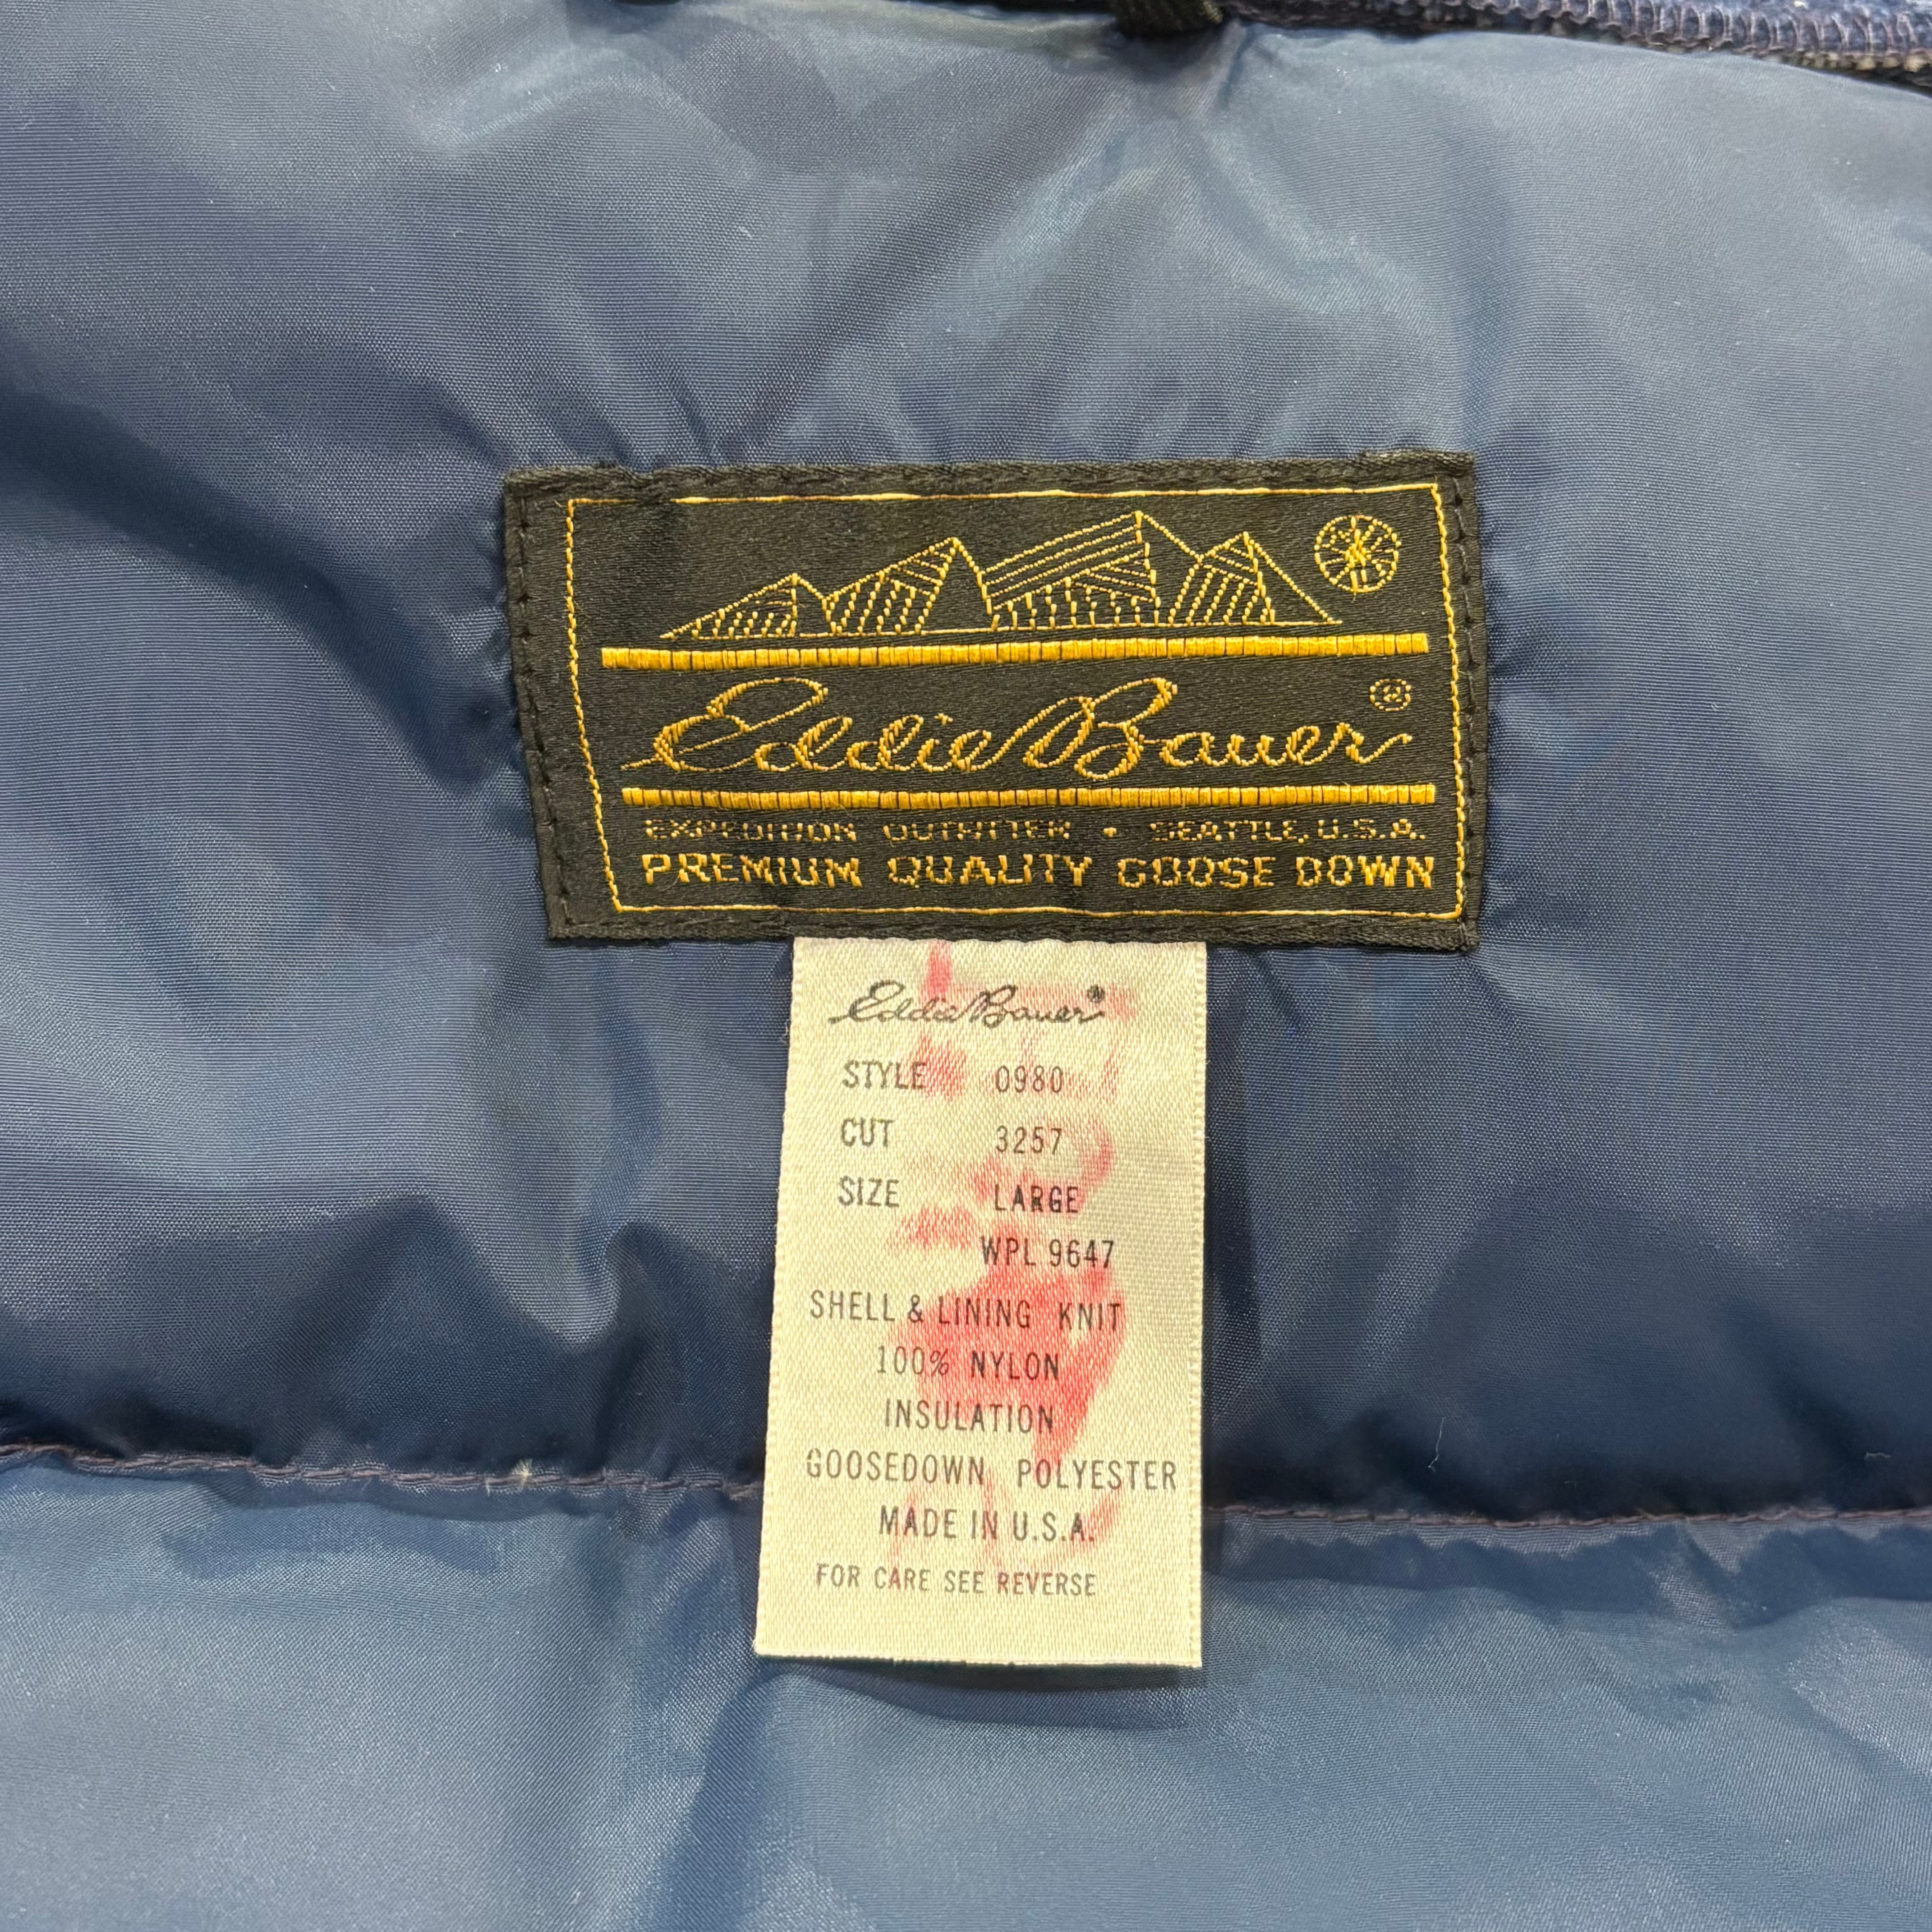 Eddie Bauer®
EXPEDITION OUTFITTER • SEATTLE, U.S.A.
PREMIUM QUALITY GOOSE DOWN
Eddie Bauer®
STYLE 0980
CUT 3257
SIZE LARGE
WPL 9647
SHELL & LINING KNIT
100% NYLON
INSULATION
GOOSEDOWN POLYESTER
MADE IN U.S.A.
FOR CARE SEE REVERSE